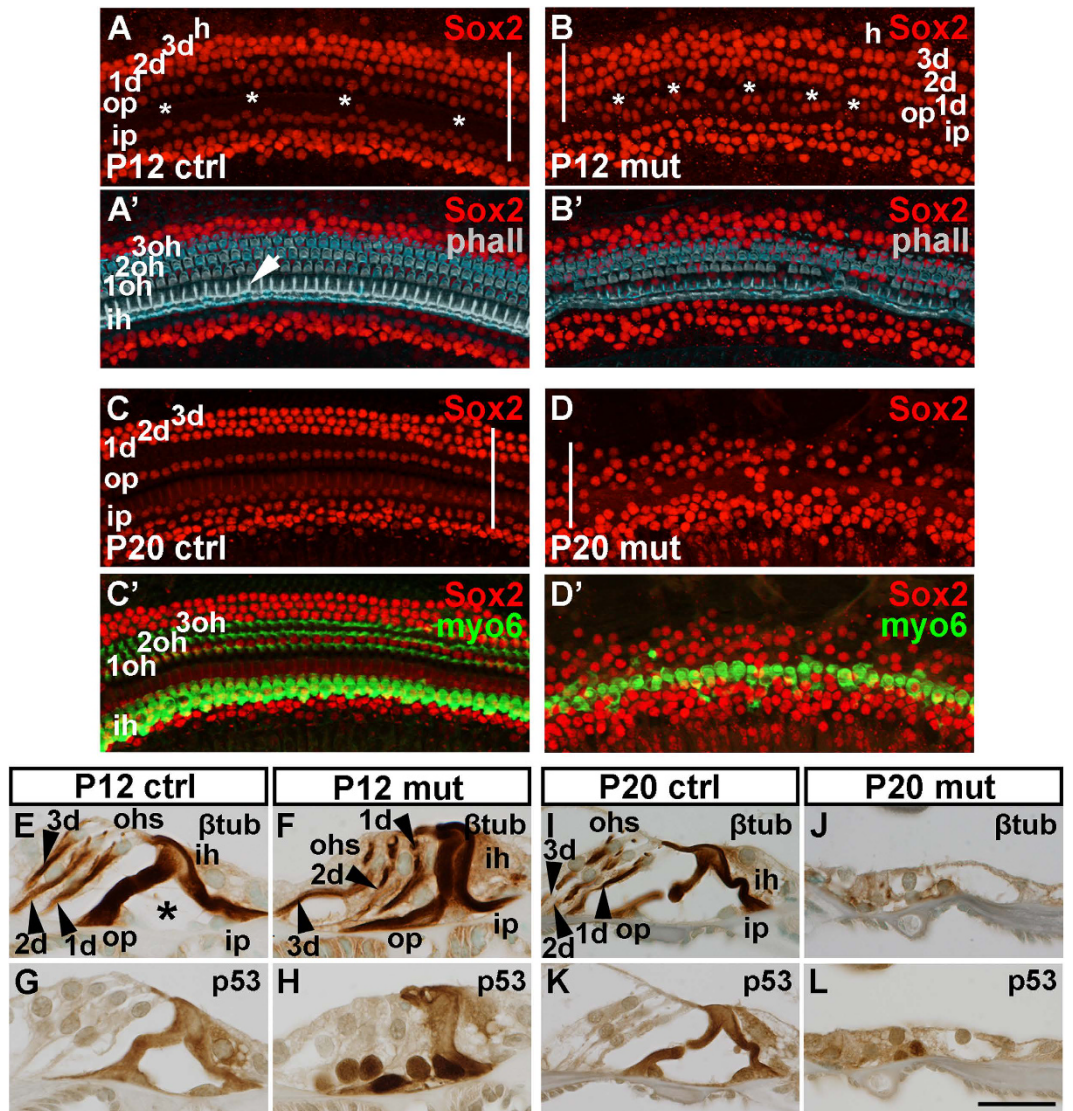 A 3d h Sox2
1d 2d
op * * * *
ip
P12 ctrl
B h Sox2
3d
2d
* * * * * 1d
op
ip
P12 mut
A' Sox2
phall
3oh
2oh
1oh
ih
B' Sox2
phall
C 2d 3d Sox2
1d
op
ip
P20 ctrl
D Sox2
P20 mut
C' Sox2
3oh myo6
2oh
1oh
ih
D' Sox2
myo6
P12 ctrl P12 mut P20 ctrl P20 mut
E ohs βtub
3d
ih
*
2d 1d op ip
F 1d βtub
ohs
ih
2d
3d op ip
I ohs βtub
3d
ih
2d 1d op ip
J βtub
G p53
H p53
K p53
L p53